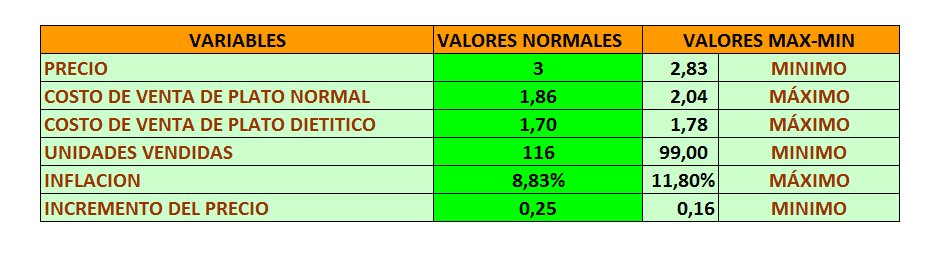 VARIABLES VALORES NORMALES VALORES MAX-MIN
PRECIO 3 2,83 MINIMO
COSTO DE VENTA DE PLATO NORMAL 1,86 2,04 MÁXIMO
COSTO DE VENTA DE PLATO DIETITICO 1,70 1,78 MÁXIMO
UNIDADES VENDIDAS 116 99,00 MINIMO
INFLACION 8,83% 11,80% MÁXIMO
INCREMENTO DEL PRECIO 0,25 0,16 MINIMO